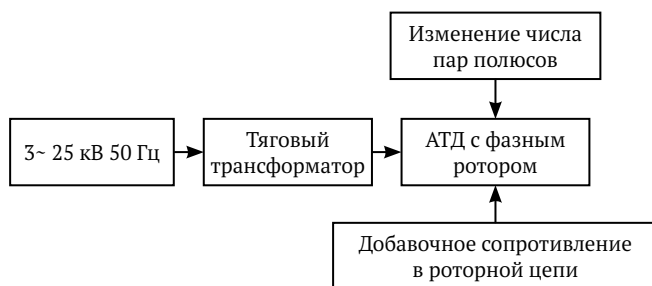 Изменение числа
пар полюсов
3~ 25 кВ 50 Гц
Тяговый
трансформатор
АТД с фазным
ротором
Добавочное сопротивление
в роторной цепи